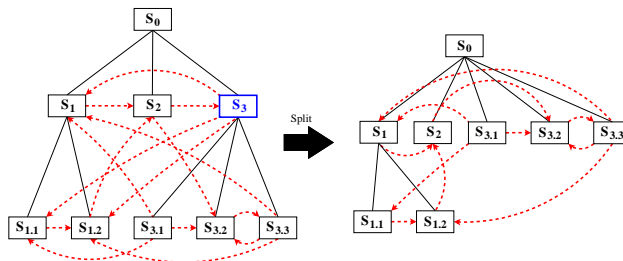 S0
S0
S1 S2 S3
Split
S1 S2 S3.1 S3.2 S3.3
S1.1 S1.2 S3.1 S3.2 S3.3
S1.1 S1.2